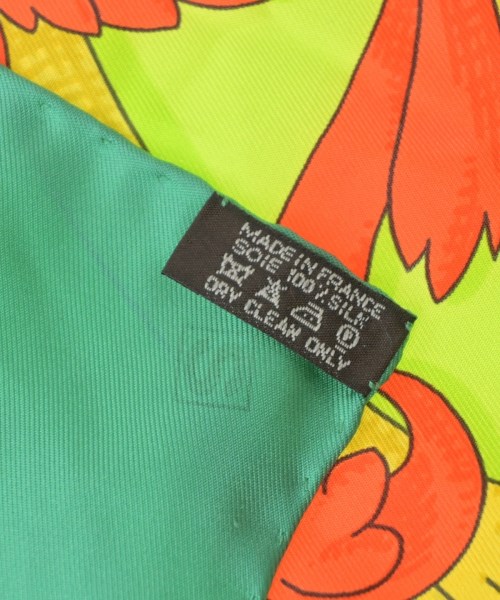 MADE IN FRANCE
SOIE 100% SILK
P
DRY CLEAN ONLY